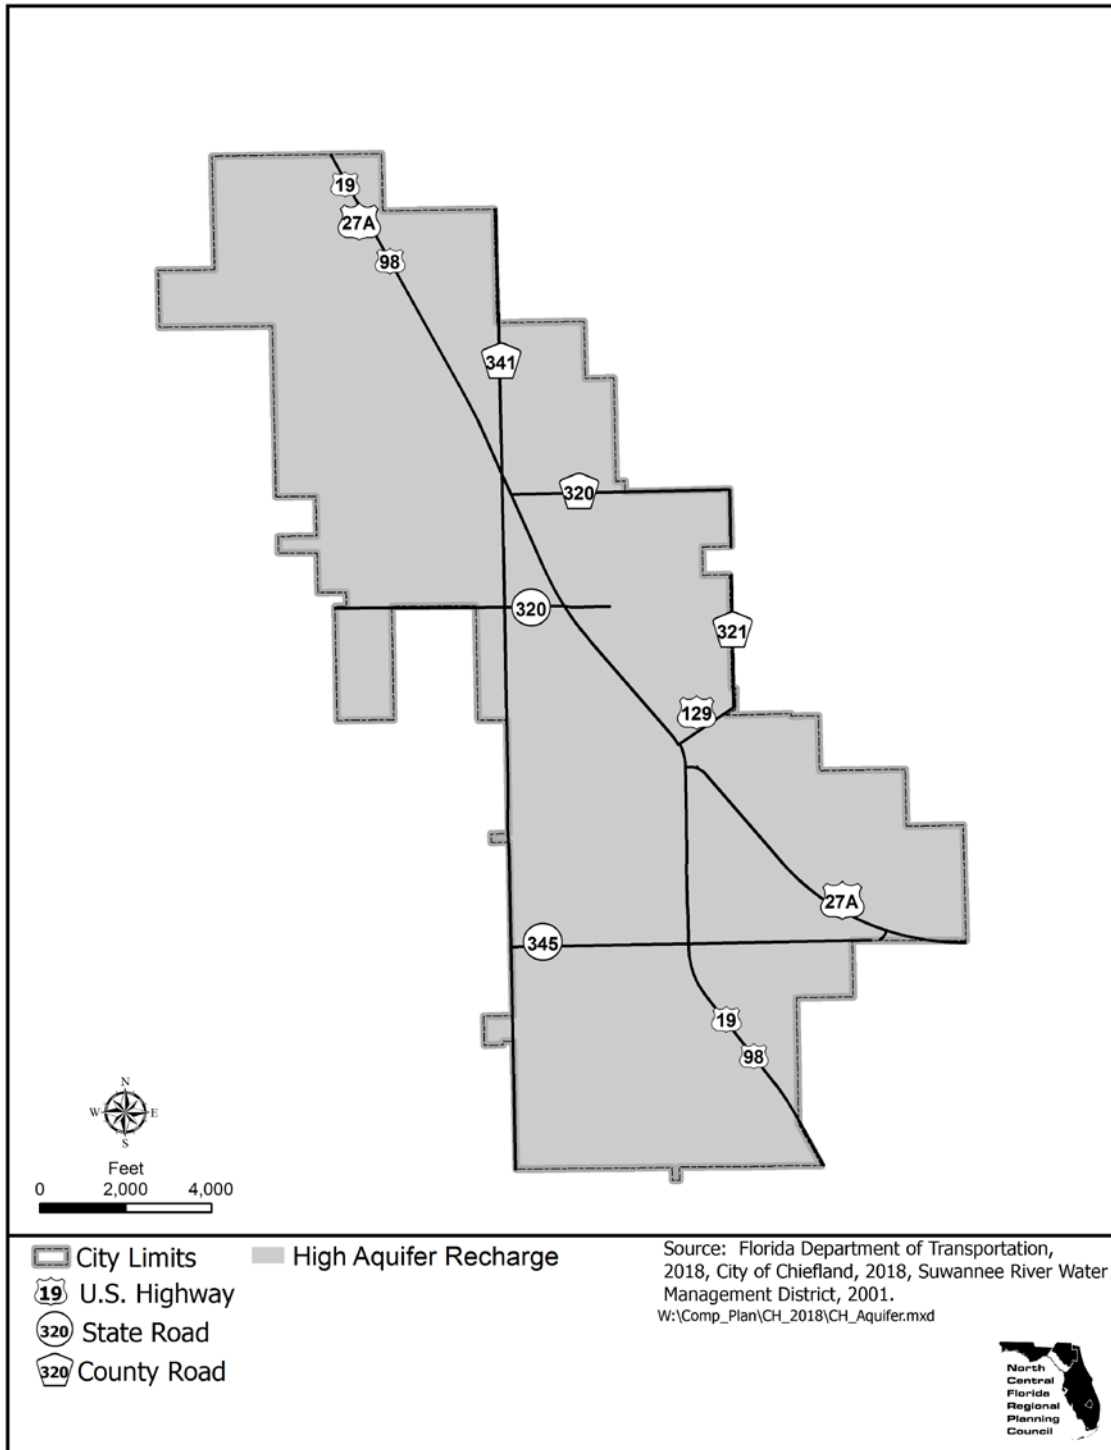 19
27A
98
341
320
320
321
129
27A
345
19
98
N
W E
S
Feet
0 2,000 4,000
City Limits
High Aquifer Recharge
19 U.S. Highway
320 State Road
320 County Road
Source: Florida Department of Transportation,
2018, City of Chiefland, 2018, Suwannee River Water
Management District, 2001.
W:\Comp_Plan\CH_2018\CH_Aquifer.mxd
North
Central
Florida
Regional
Planning
Council